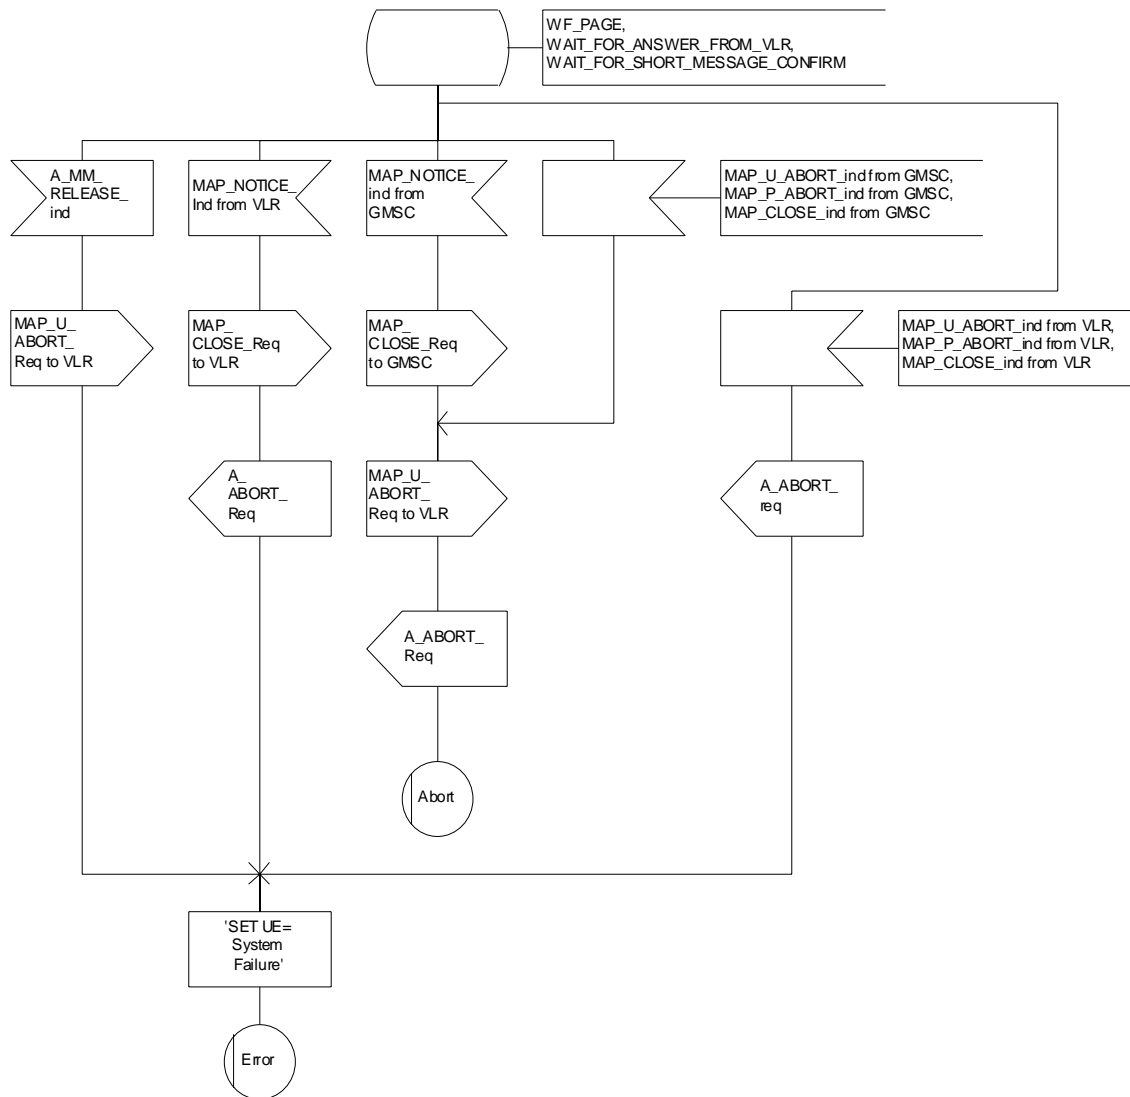 WF_PAGE,
WAIT_FOR_ANSWER_FROM_VLR,
WAIT_FOR_SHORT_MESSAGE_CONFIRM
A_MM_
RELEASE_
ind
MAP_NOTICE_
Ind from VLR
MAP_NOTICE_
ind from
GMSC
MAP_U_ABORT_ind from GMSC,
MAP_P_ABORT_ind from GMSC,
MAP_CLOSE_ind from GMSC
MAP_U_
ABORT_
Req to VLR
MAP_
CLOSE_Req
to VLR
MAP_
CLOSE_Req
to GMSC
MAP_U_ABORT_ind from VLR,
MAP_P_ABORT_ind from VLR,
MAP_CLOSE_ind from VLR
A_
ABORT_
Req
MAP_U_
ABORT_
Req to VLR
A_ABORT_
req
A_ABORT_
Req
Abort
'SET UE=
System
Failure'
Error